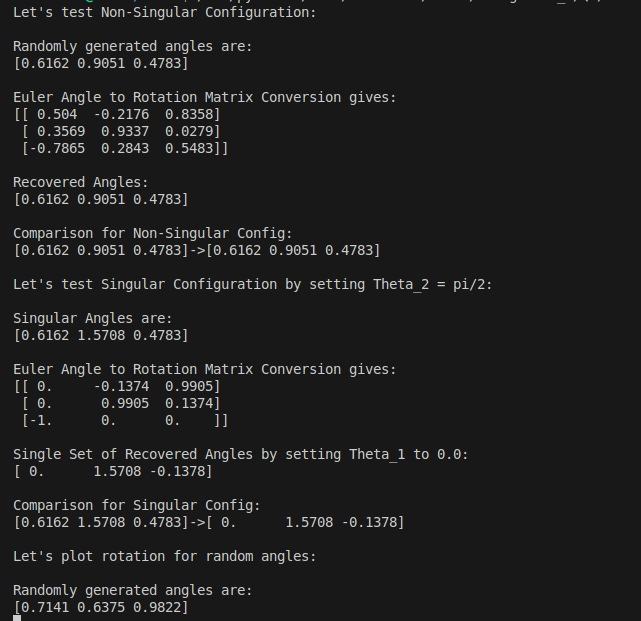 Let's test Non-Singular Configuration:
Randomly generated angles are:
[0.6162 0.9051 0.4783]
Euler Angle to Rotation Matrix Conversion gives:
[[ 0.504  -0.2176  0.8358]
 [ 0.3569  0.9337  0.0279]
 [-0.7865  0.2843  0.5483]]
Recovered Angles:
[0.6162 0.9051 0.4783]
Comparison for Non-Singular Config:
[0.6162 0.9051 0.4783]->[0.6162 0.9051 0.4783]
Let's test Singular Configuration by setting Theta_2 = pi/2:
Singular Angles are:
[0.6162 1.5708 0.4783]
Euler Angle to Rotation Matrix Conversion gives:
[[ 0.     -0.1374  0.9905]
 [ 0.      0.9905  0.1374]
 [-1.      0.      0.    ]]
Single Set of Recovered Angles by setting Theta_1 to 0.0:
[ 0.      1.5708 -0.1378]
Comparison for Singular Config:
[0.6162 1.5708 0.4783]->[ 0.      1.5708 -0.1378]
Let's plot rotation for random angles:
Randomly generated angles are:
[0.7141 0.6375 0.9822]